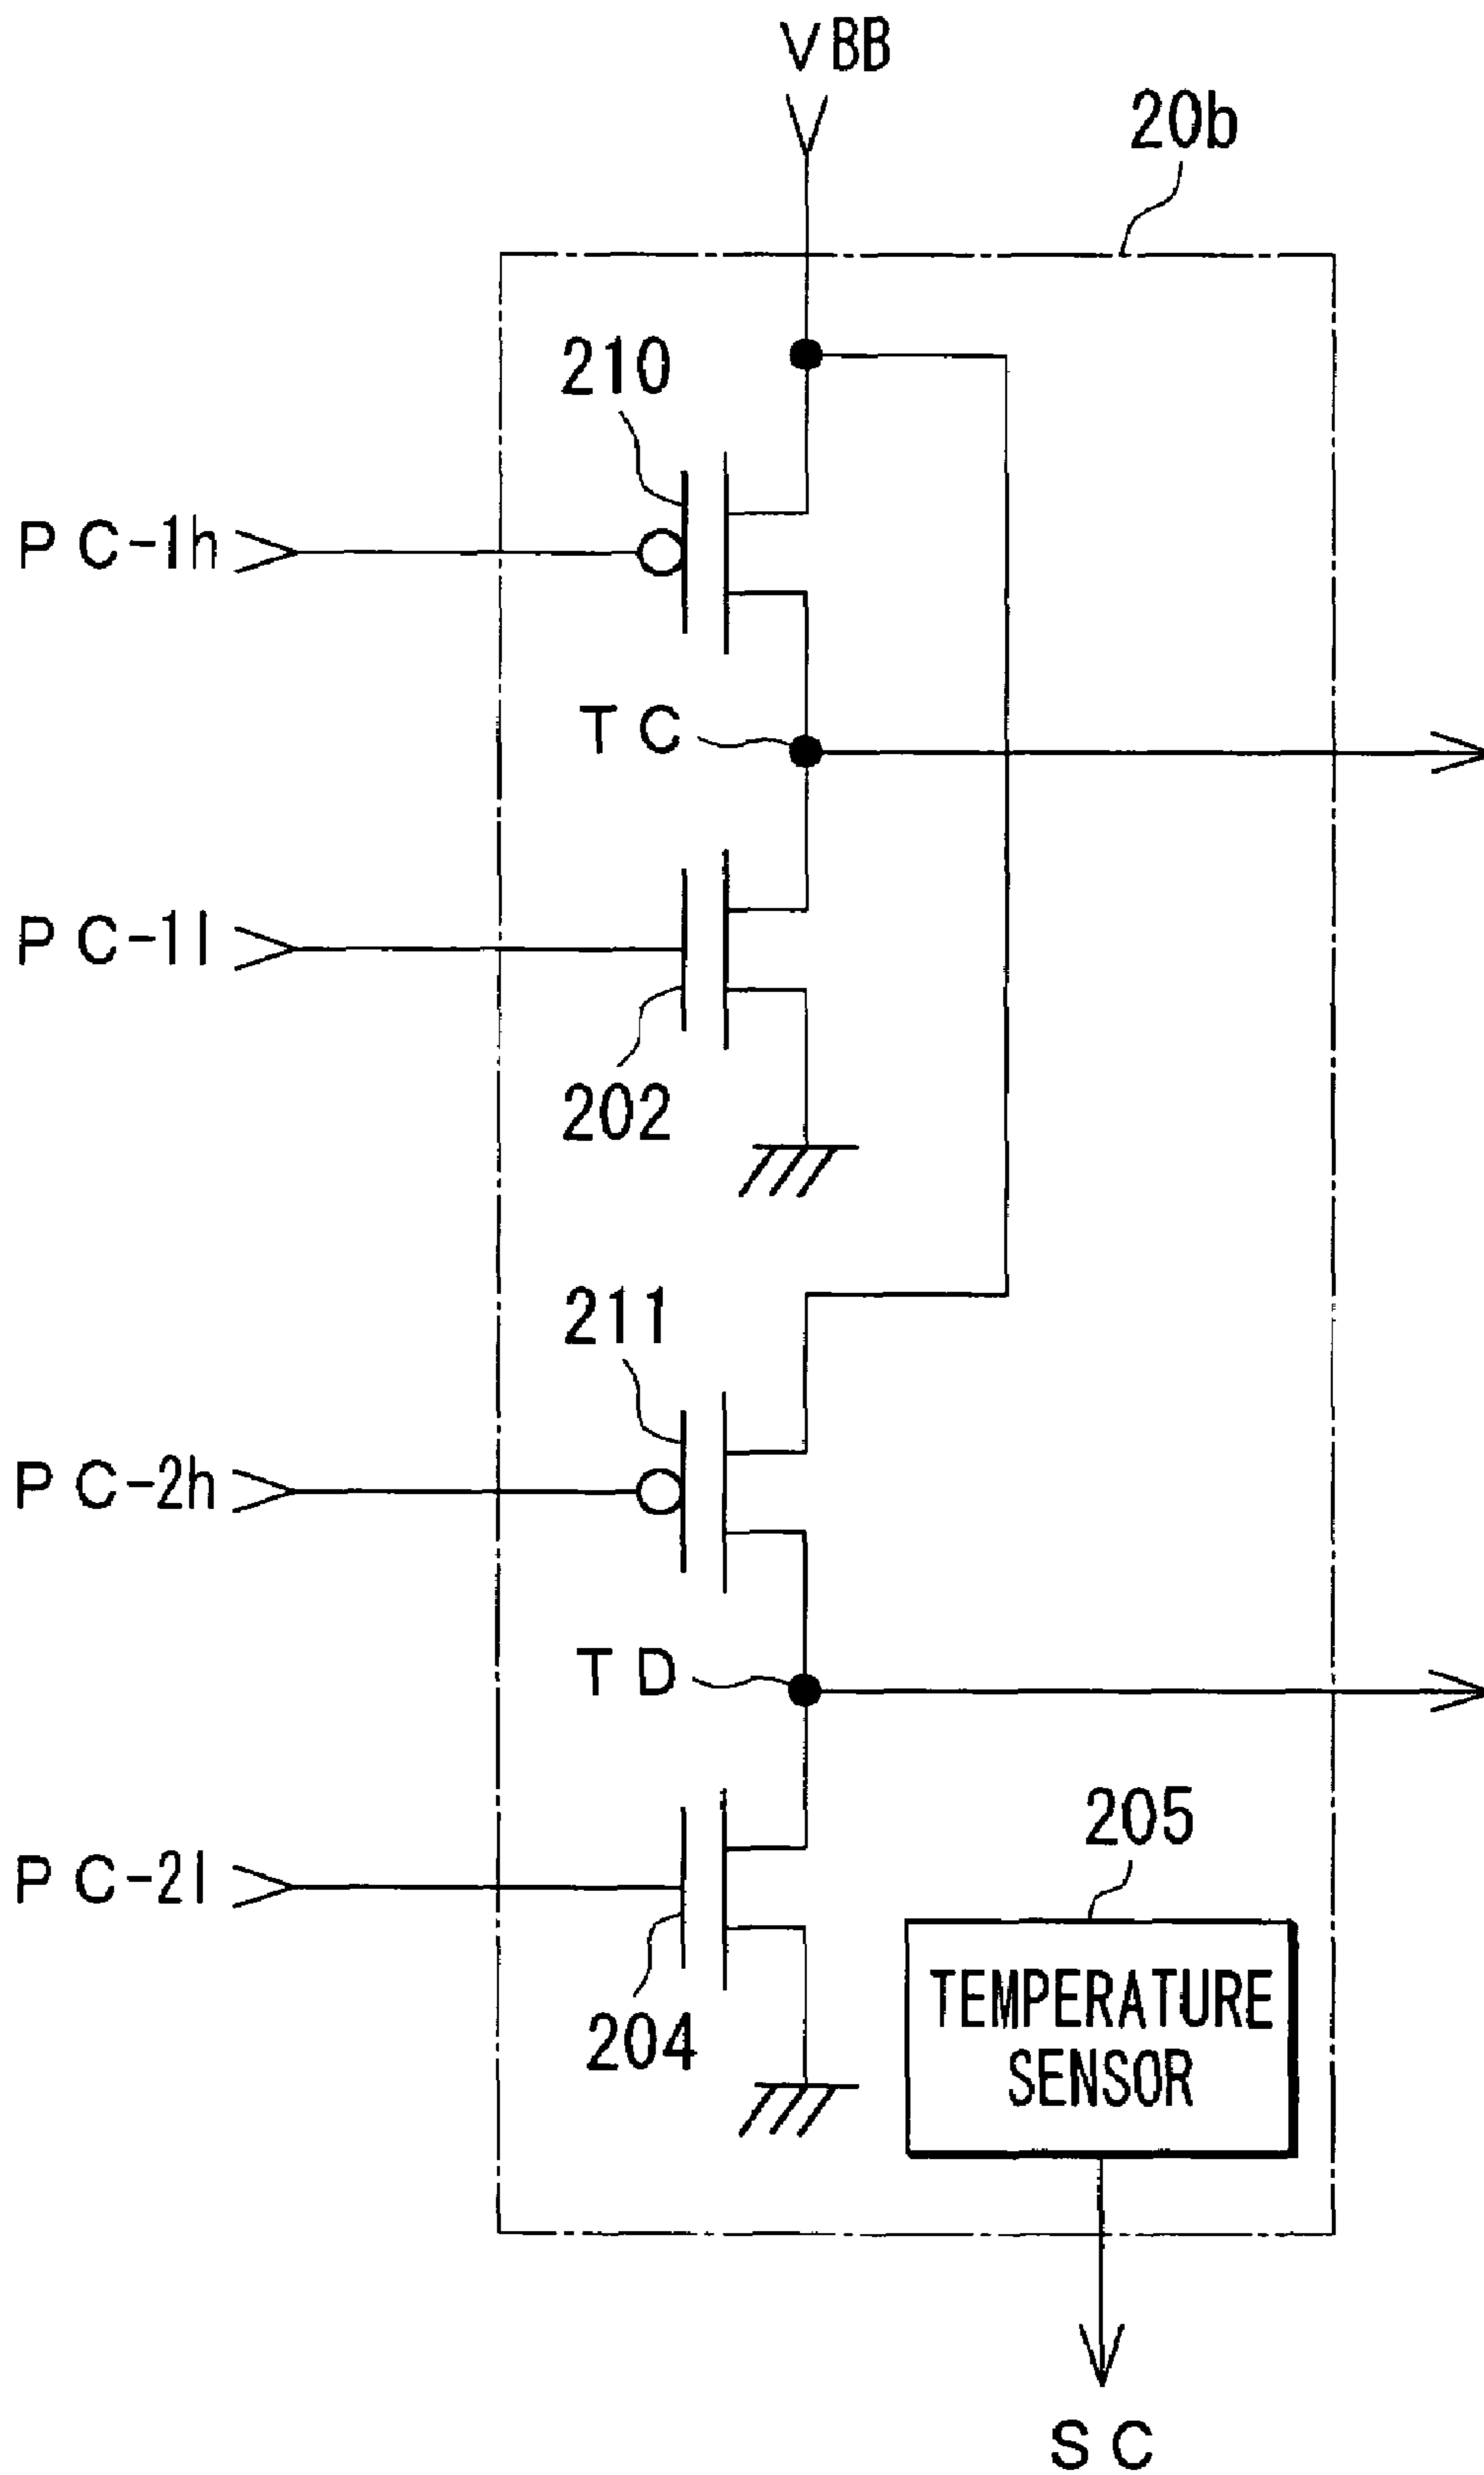 VBB
20b
210
PC-1h
TC
PC-1l
202
211
PC-2h
TD
205
PC-2l
TEMPERATURE
SENSOR
204
SC